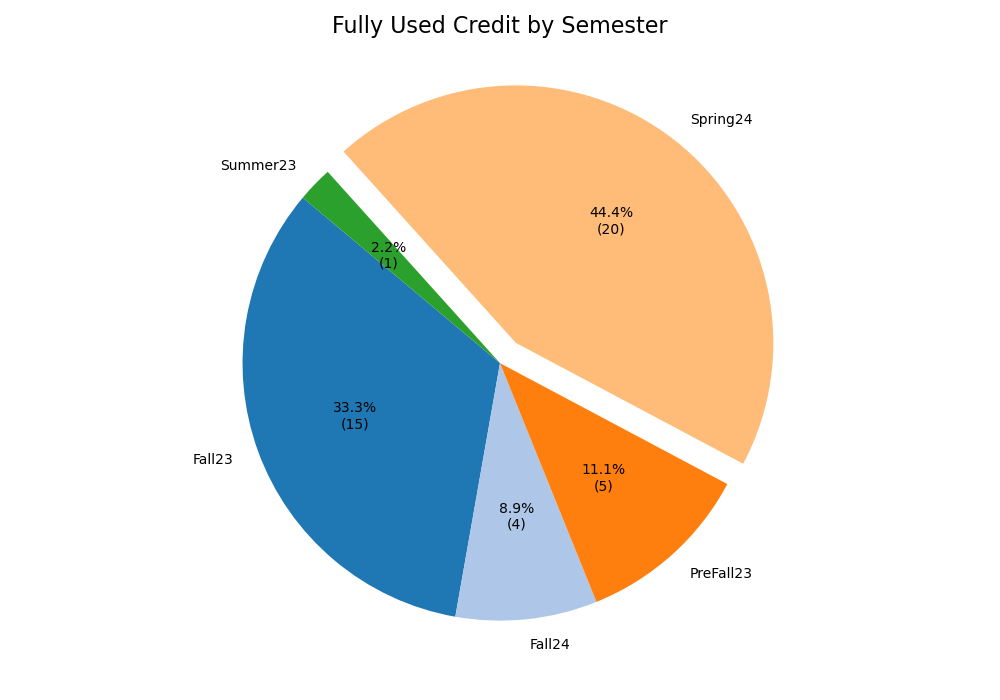 Fully Used Credit by Semester
Spring24
Summer23
44.4%
(20)
2.2%
(1)
33.3%
(15)
Fall23
11.1%
(5)
8.9%
(4)
PreFall23
Fall24